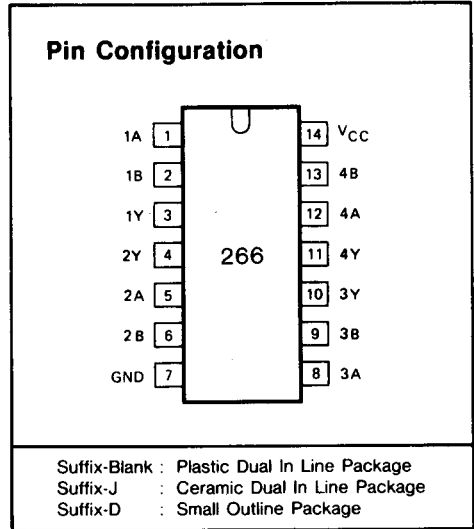 Pin Configuration
1A 1 14 VCC
1B 2 13 4B
1Y 3 12 4A
2Y 4 266 11 4Y
2A 5 10 3Y
2B 6 9 3B
GND 7 8 3A
Suffix-Blank : Plastic Dual In Line Package
Suffix-J : Ceramic Dual In Line Package
Suffix-D : Small Outline Package